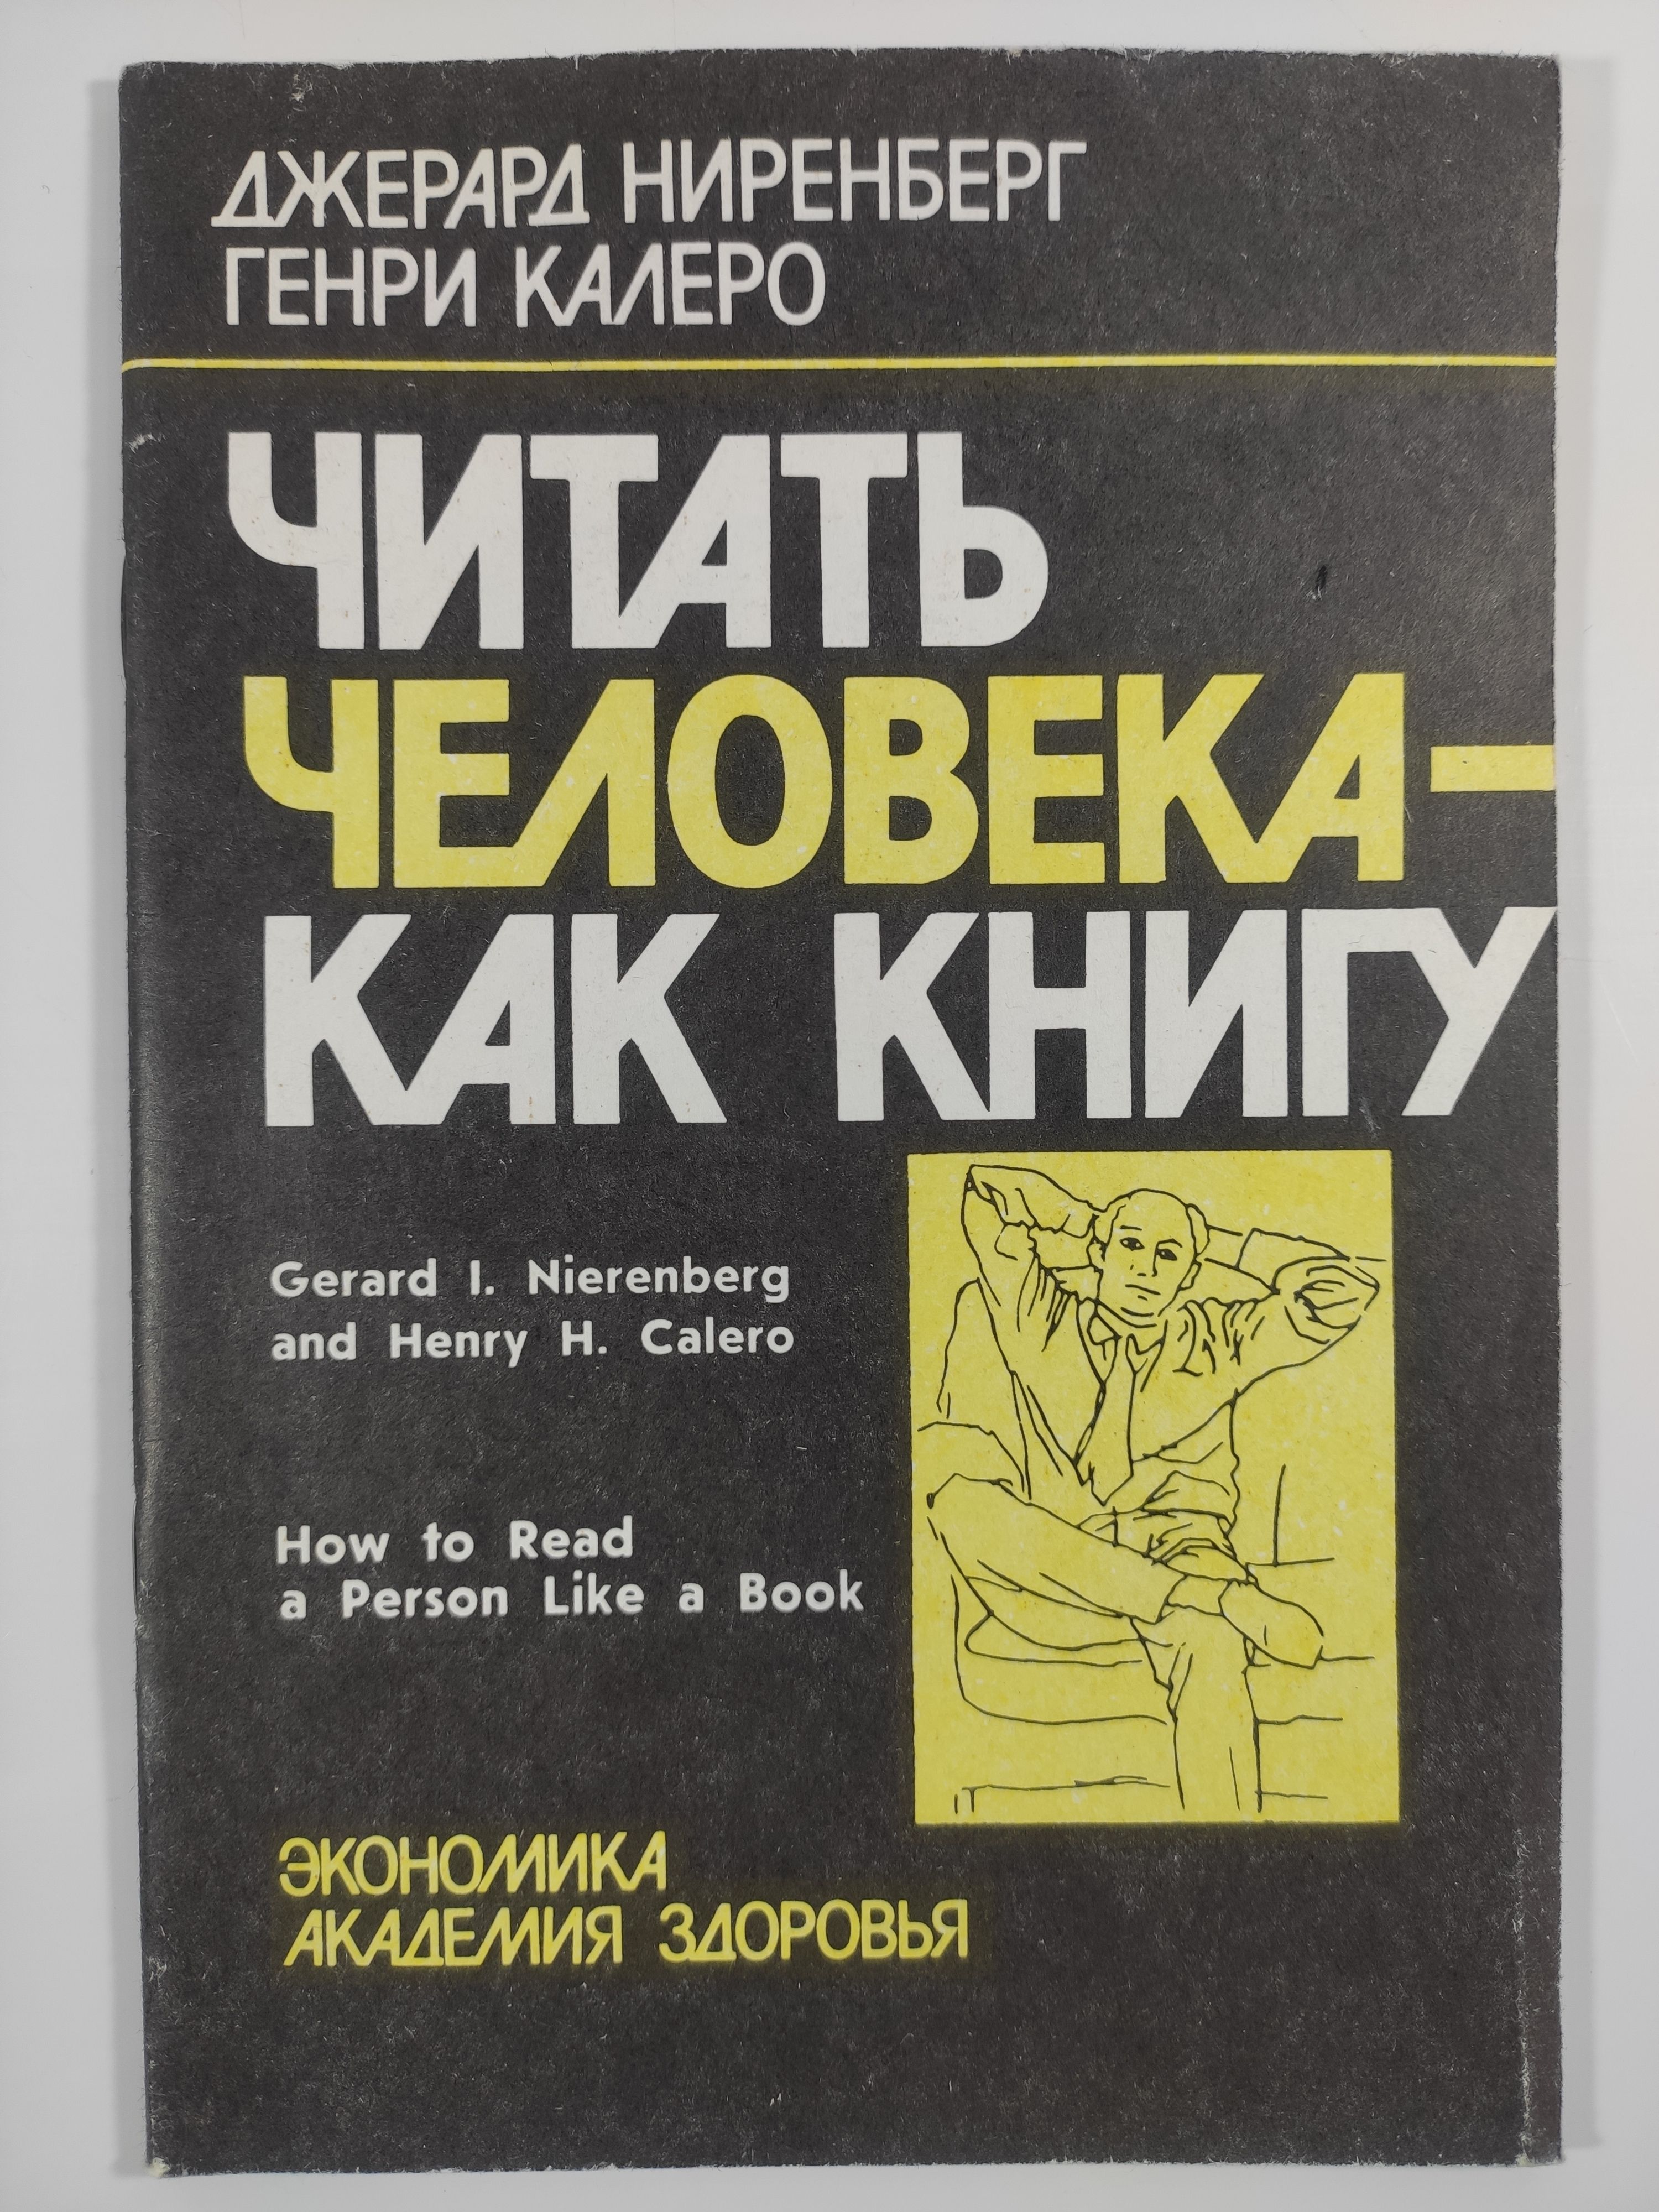 ДЖЕРАРД НИРЕНБЕРГ
ГЕНРИ КАЛЕРО
ЧИТАТЬ
ЧЕЛОВЕКА–
КАК КНИГУ
Gerard I. Nierenberg
and Henry H. Calero
How to Read
a Person Like a Book
ЭКОНОМИКА
АКАДЕМИЯ ЗДОРОВЬЯ